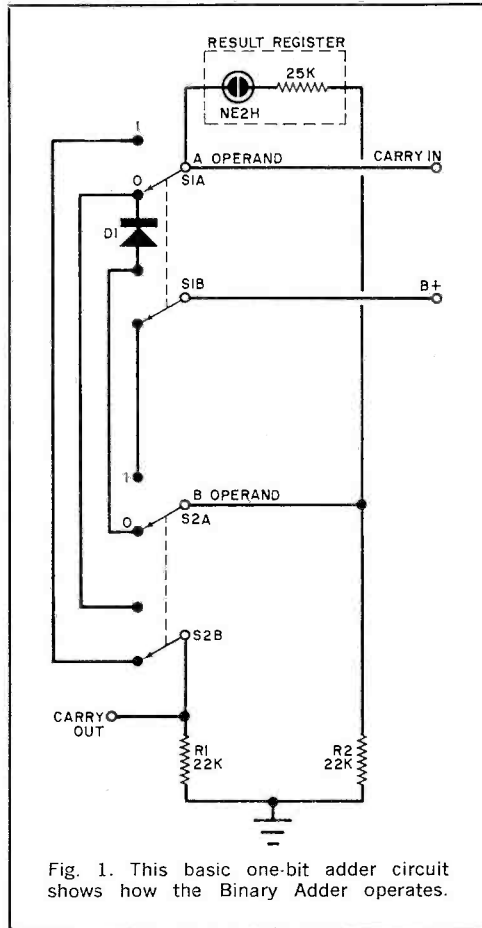 RESULT REGISTER
25K
NE2H
1
A OPERAND
CARRY IN
0
S1A
D1
S1B
B+
1
B OPERAND
0
S2A
S2B
CARRY
OUT
R1
22K
R2
22K
Fig. 1. This basic one-bit adder circuit
shows how the Binary Adder operates.